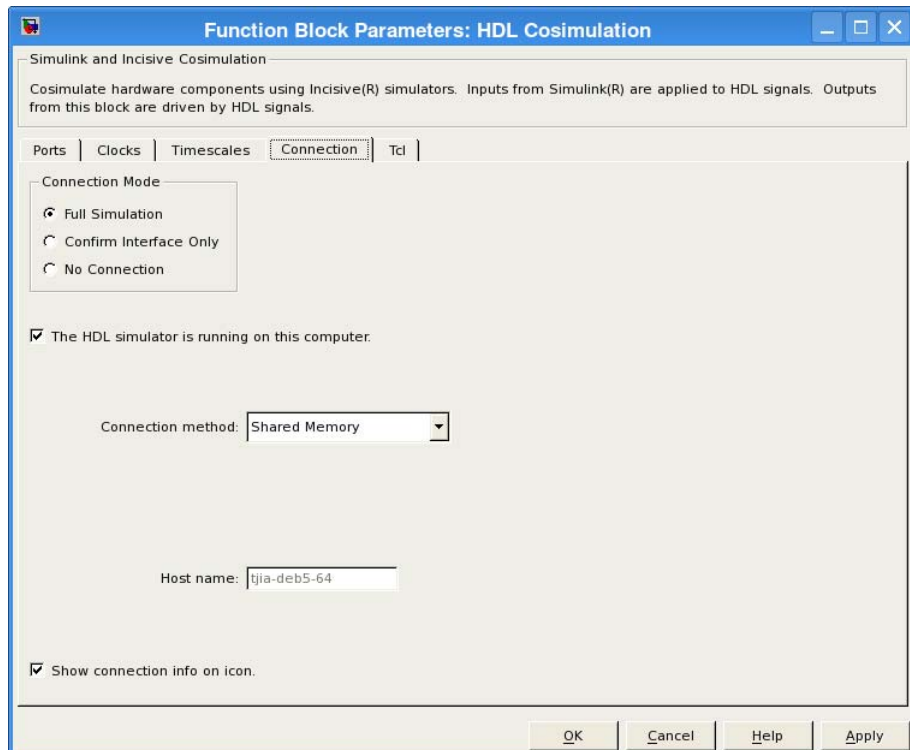 Function Block Parameters: HDL Cosimulation
Simulink and Incisive Cosimulation
Cosimulate hardware components using Incisive(R) simulators. Inputs from Simulink(R) are applied to HDL signals. Outputs
from this block are driven by HDL signals.
Ports Clocks Timescales Connection Tcl
Connection Mode
Full Simulation
Confirm Interface Only
No Connection
The HDL simulator is running on this computer.
Connection method: Shared Memory
Host name: tjia-deb5-64
Show connection info on icon.
OK Cancel Help Apply